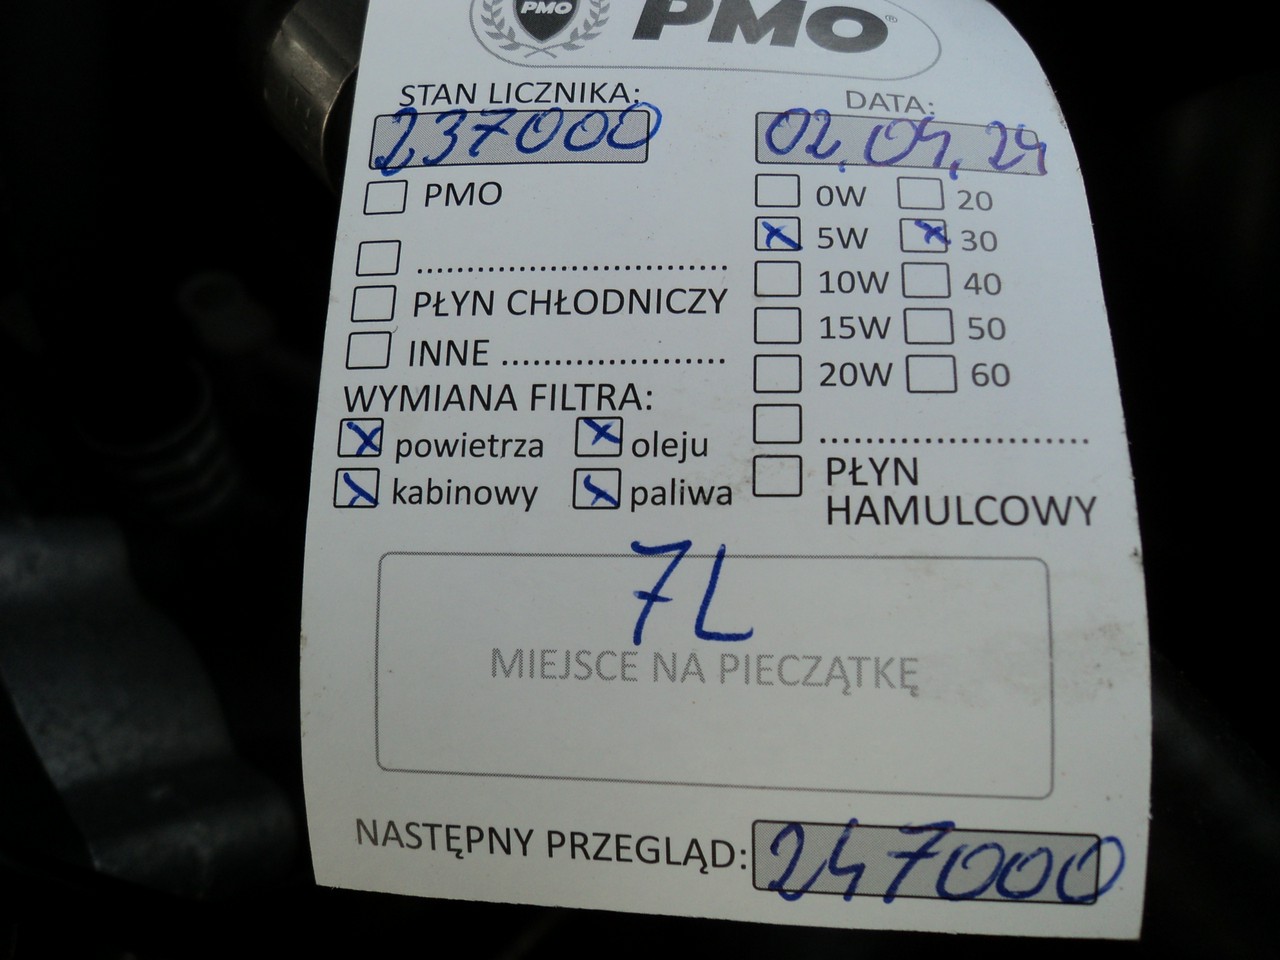 PMO PMO®
STAN LICZNIKA: DATA:
237000 02.04.24
PMO 0W 20
5W 30
..............................
PŁYN CHŁODNICZY 10W 40
INNE ...................... 15W 50
WYMIANA FILTRA: 20W 60
powietrza oleju ..............................
kabinowy paliwa PŁYN
HAMULCOWY
7L
MIEJSCE NA PIECZĄTKĘ
NASTĘPNY PRZEGLĄD: 247000